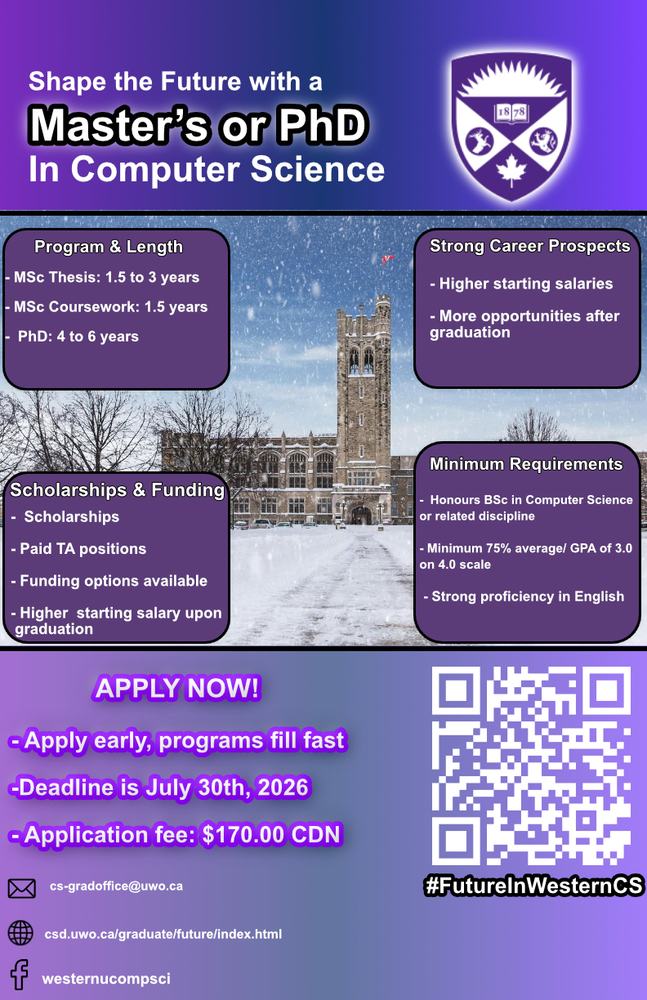 Shape the Future with a
Master’s or PhD
In Computer Science
18 78
Program & Length
- MSc Thesis: 1.5 to 3 years
- MSc Coursework: 1.5 years
-  PhD: 4 to 6 years
Strong Career Prospects
- Higher starting salaries
- More opportunities after
graduation
Scholarships & Funding
-  Scholarships
- Paid TA positions
- Funding options available
- Higher  starting salary upon
graduation
Minimum Requirements
-  Honours BSc in Computer Science
or related discipline
- Minimum 75% average/ GPA of 3.0
on 4.0 scale
- Strong proficiency in English
APPLY NOW!
- Apply early, programs fill fast
-Deadline is July 30th, 2026
- Application fee: $170.00 CDN
#FutureInWesternCS
cs-gradoffice@uwo.ca
csd.uwo.ca/graduate/future/index.html
westernucompsci